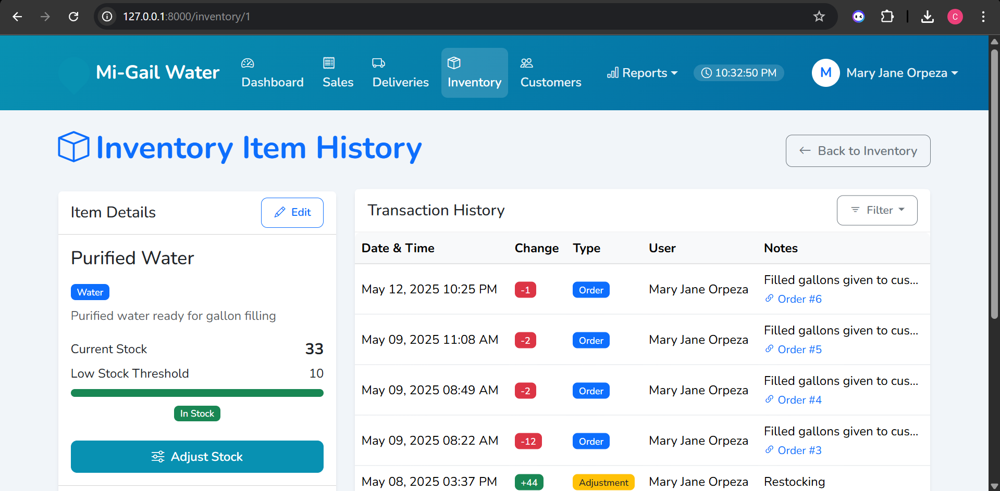 127.0.0.1:8000/inventory/1
C
Mi-Gail Water
Dashboard
Sales
Deliveries
Inventory
Customers
Reports
10:32:50 PM
M
Mary Jane Orpeza
Inventory Item History
Back to Inventory
Item Details
Edit
Purified Water
Water
Purified water ready for gallon filling
Current Stock 33
Low Stock Threshold 10
In Stock
Adjust Stock
Transaction History
Filter
Date & Time Change Type User Notes
May 12, 2025 10:25 PM -1 Order Mary Jane Orpeza Filled gallons given to cus...
Order #6
May 09, 2025 11:08 AM -2 Order Mary Jane Orpeza Filled gallons given to cus...
Order #5
May 09, 2025 08:49 AM -2 Order Mary Jane Orpeza Filled gallons given to cus...
Order #4
May 09, 2025 08:22 AM -12 Order Mary Jane Orpeza Filled gallons given to cus...
Order #3
May 08, 2025 03:37 PM +44 Adjustment Mary Jane Orpeza Restocking